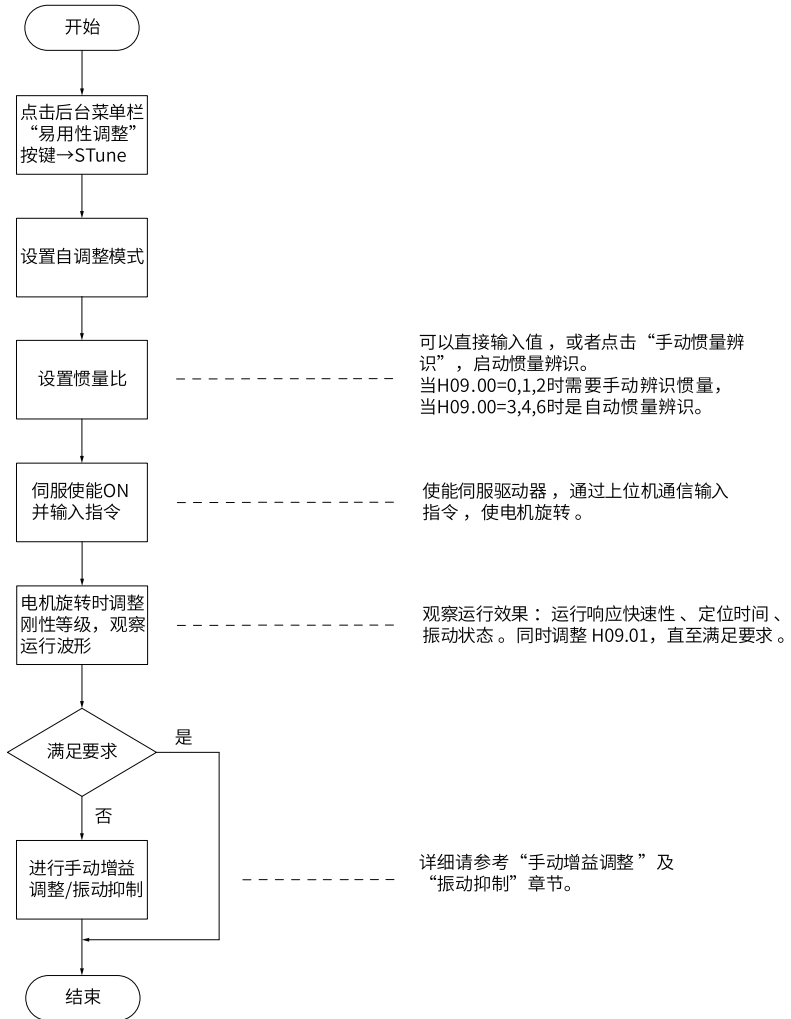 开始
点击后台菜单栏
“易用性调整”
按键→STune
设置自调整模式
设置惯量比
可以直接输入值，或者点击“手动惯量辨
识”，启动惯量辨识。
当H09.00=0,1,2时需要手动辨识惯量，
当H09.00=3,4,6时是自动惯量辨识。
伺服使能ON
并输入指令
使能伺服驱动器，通过上位机通信输入
指令，使电机旋转。
电机旋转时调整
刚性等级，观察
运行波形
观察运行效果：运行响应快速性、定位时间、
振动状态。同时调整 H09.01，直至满足要求。
满足要求
是
否
进行手动增益
调整/振动抑制
详细请参考“手动增益调整”及
“振动抑制”章节。
结束